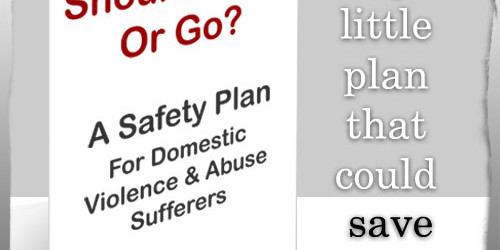 Or Go?
A Safety Plan
For Domestic
Violence & Abuse
Sufferers
little
plan
that
could
save